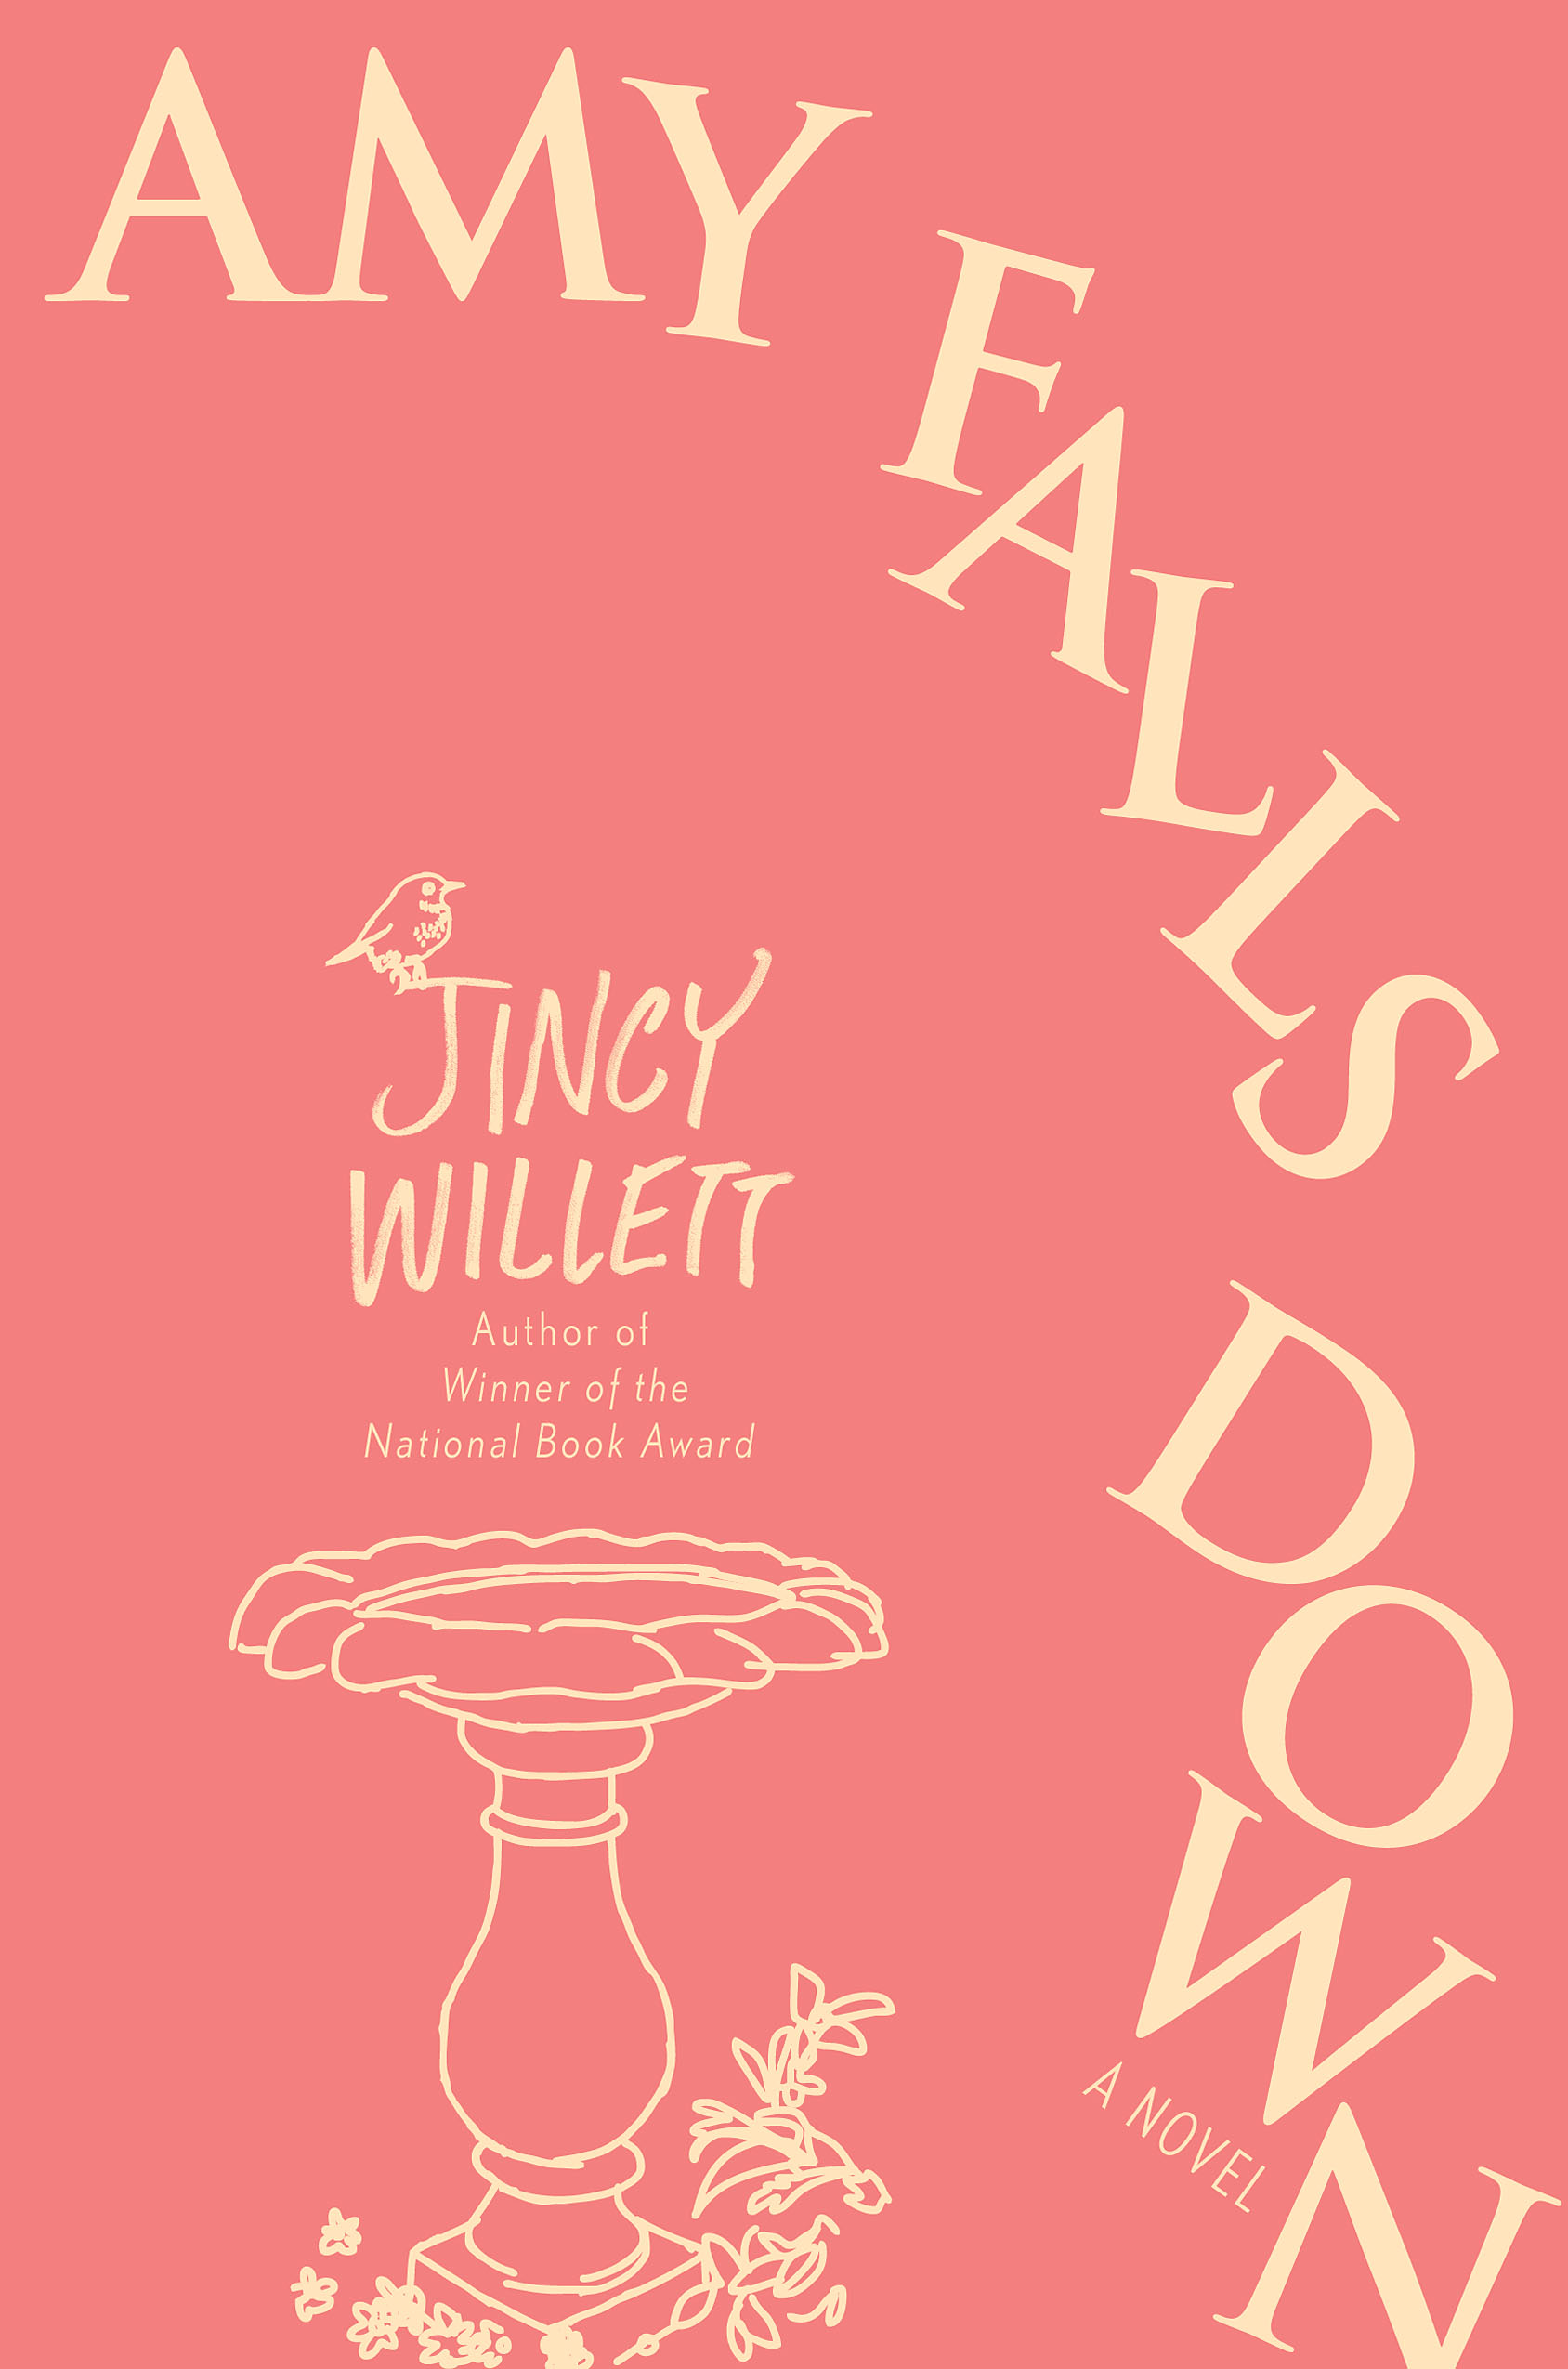 AMY
FALLS
DOWN
JINCY
WILLETT
Author of
Winner of the
National Book Award
A NOVEL